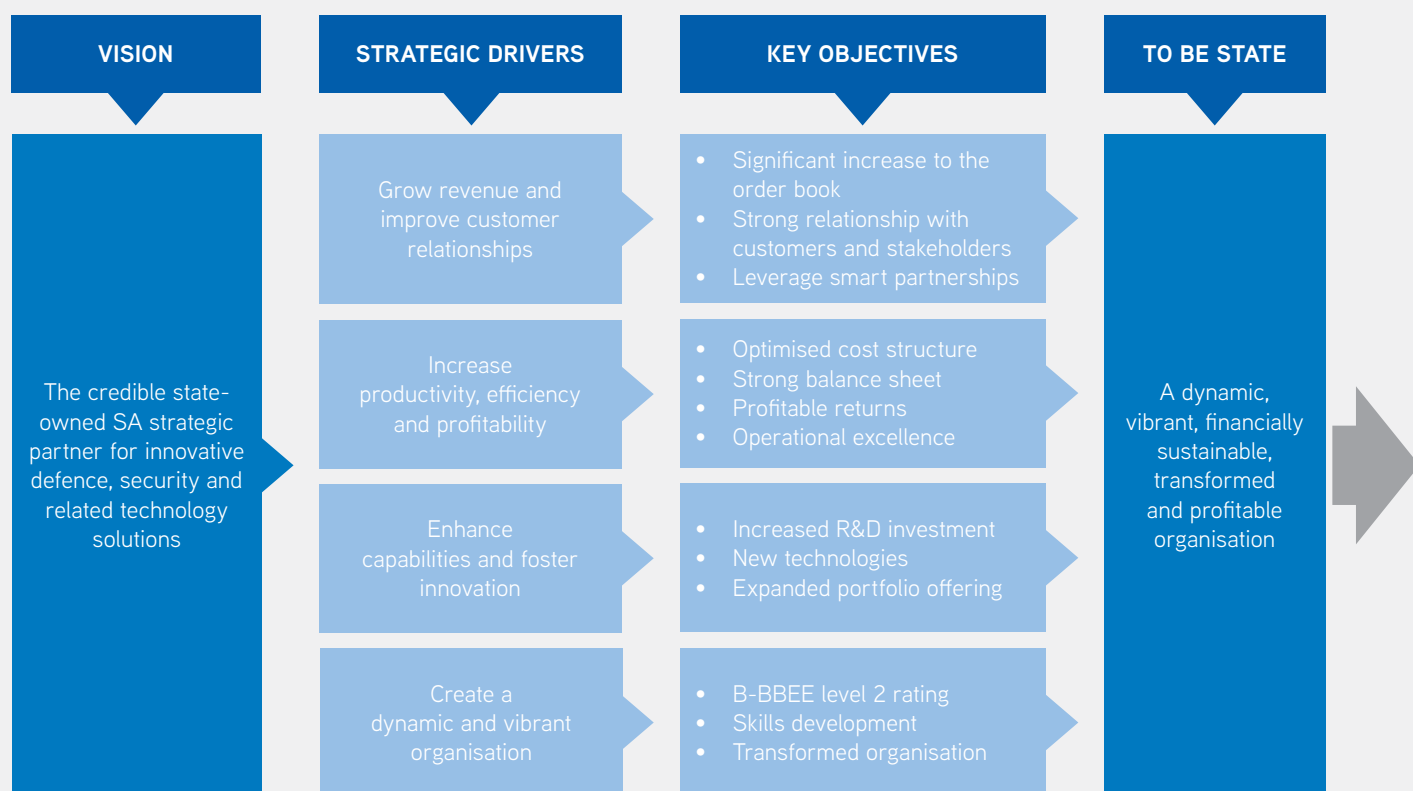 VISION
STRATEGIC DRIVERS
KEY OBJECTIVES
TO BE STATE
The credible state-
owned SA strategic
partner for innovative
defence, security and
related technology
solutions
Grow revenue and
improve customer
relationships
• Significant increase to the
order book
• Strong relationship with
customers and stakeholders
• Leverage smart partnerships
Increase
productivity, efficiency
and profitability
• Optimised cost structure
• Strong balance sheet
• Profitable returns
• Operational excellence
Enhance
capabilities and foster
innovation
• Increased R&D investment
• New technologies
• Expanded portfolio offering
Create a
dynamic and vibrant
organisation
• B-BBEE level 2 rating
• Skills development
• Transformed organisation
A dynamic,
vibrant, financially
sustainable,
transformed
and profitable
organisation